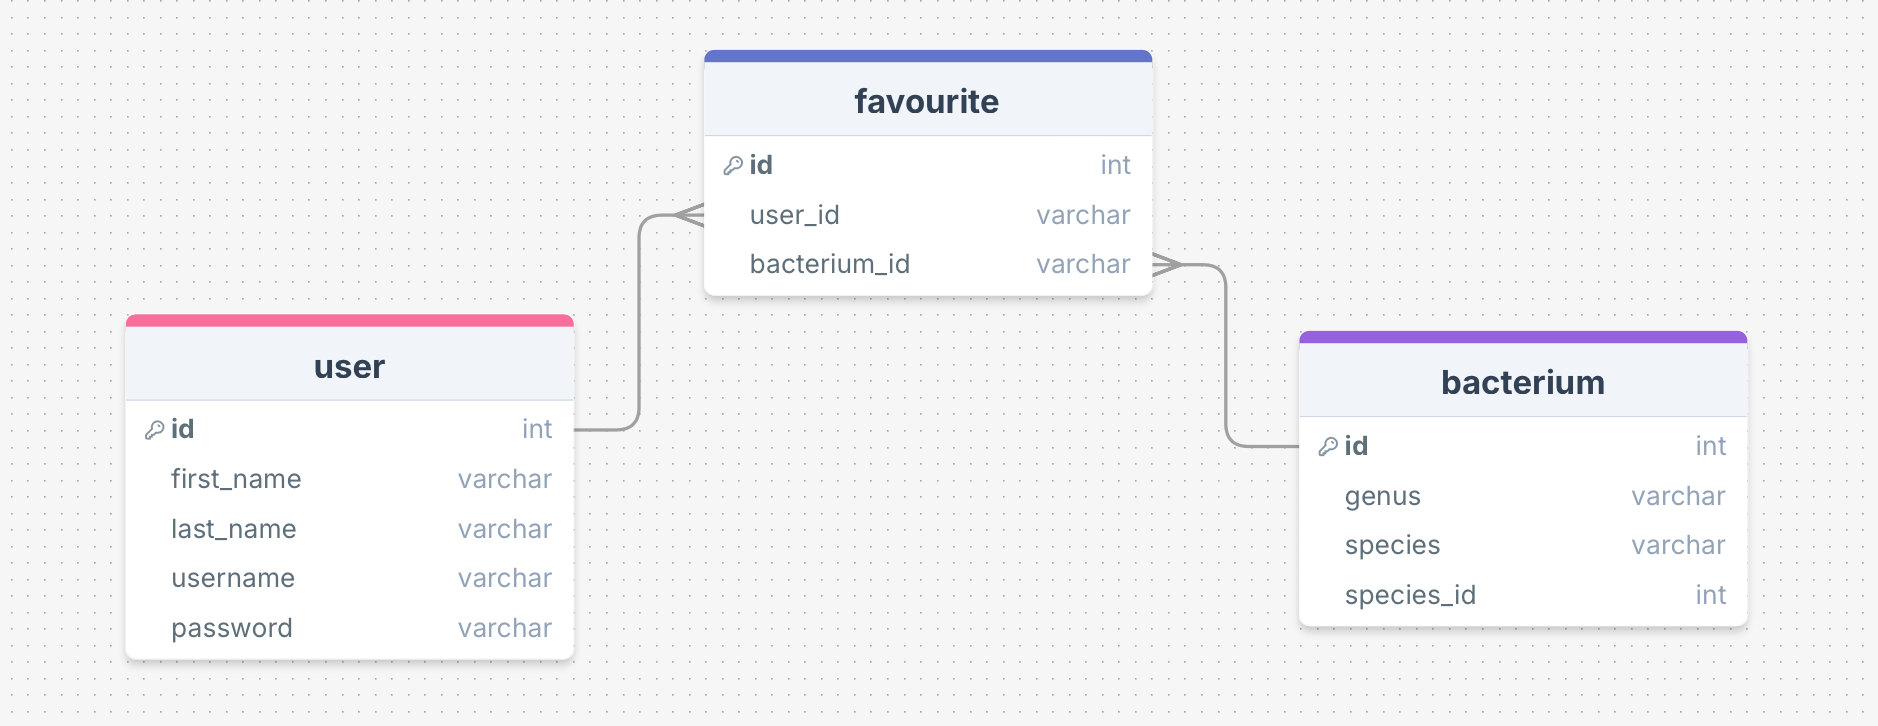 favourite
id int
user_id varchar
bacterium_id varchar
user
id int
first_name varchar
last_name varchar
username varchar
password varchar
bacterium
id int
genus varchar
species varchar
species_id int